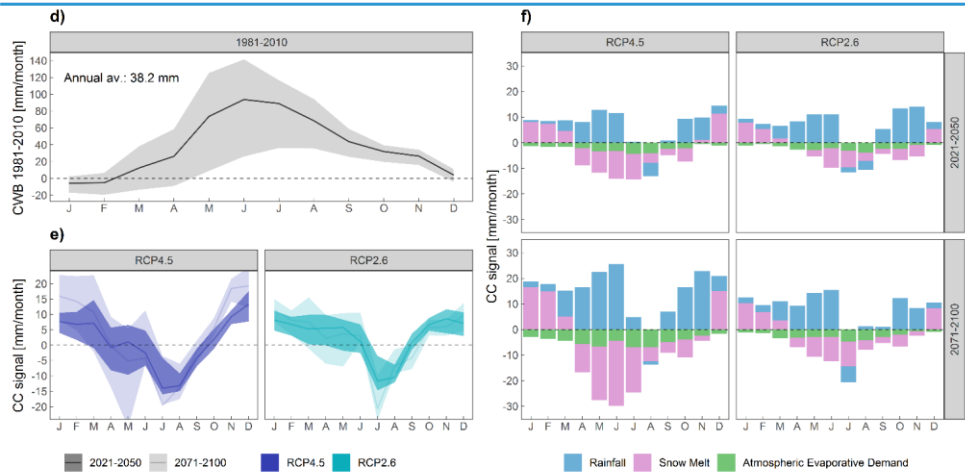 d)
1981-2010
CWB 1981-2010 [mm/month]
140
120
100
80
60
40
20
0
-20
Annual av.: 38.2 mm
J F M A M J J A S O N D
e)
RCP4.5 RCP2.6
CC signal [mm/month]
20
15
10
5
0
-5
-10
-15
-20
J F M A M J J A S O N D J F M A M J J A S O N D
2021-2050 2071-2100 RCP4.5 RCP2.6
f)
RCP4.5 RCP2.6
CC signal [mm/month]
30
20
10
0
-10
-20
-30
2021-2050
30
20
10
0
-10
-20
-30
2071-2100
J F M A M J J A S O N D J F M A M J J A S O N D
Rainfall Snow Melt Atmospheric Evaporative Demand